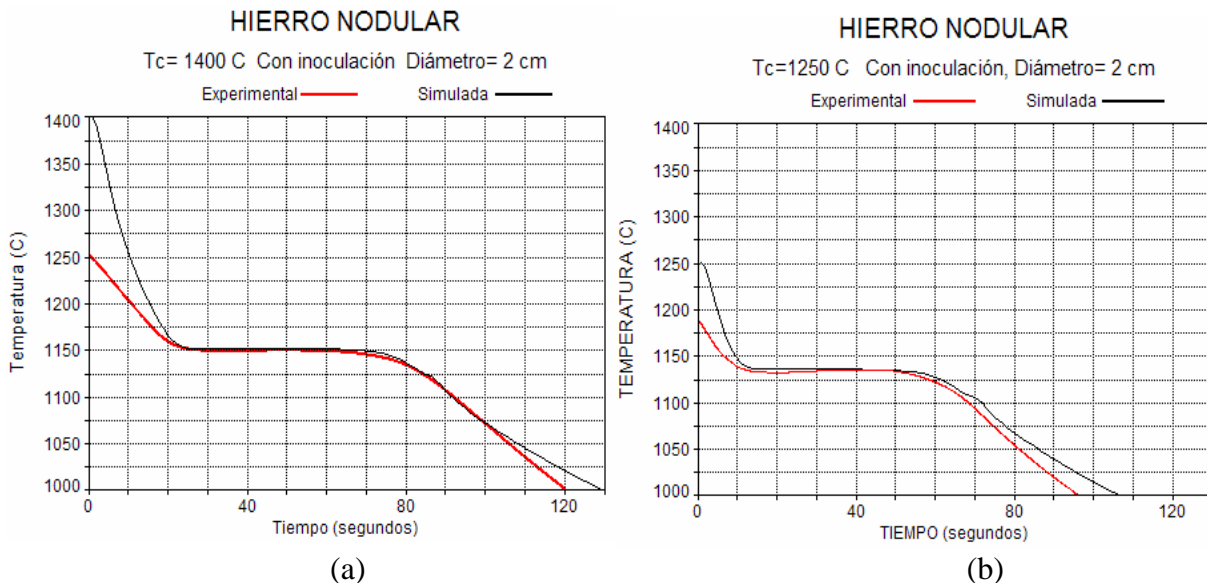 HIERRO NODULAR
Tc= 1400 C Con inoculación Diámetro= 2 cm
Experimental Simulada
1400
1350
1300
1250
1200
1150
1100
1050
1000
Temperatura (C)
0 40 80 120
Tiempo (segundos)
(a)
HIERRO NODULAR
Tc=1250 C Con inoculación, Diámetro= 2 cm
Experimental Simulada
1400
1350
1300
1250
1200
1150
1100
1050
1000
TEMPERATURA (C)
0 40 80 120
TIEMPO (segundos)
(b)